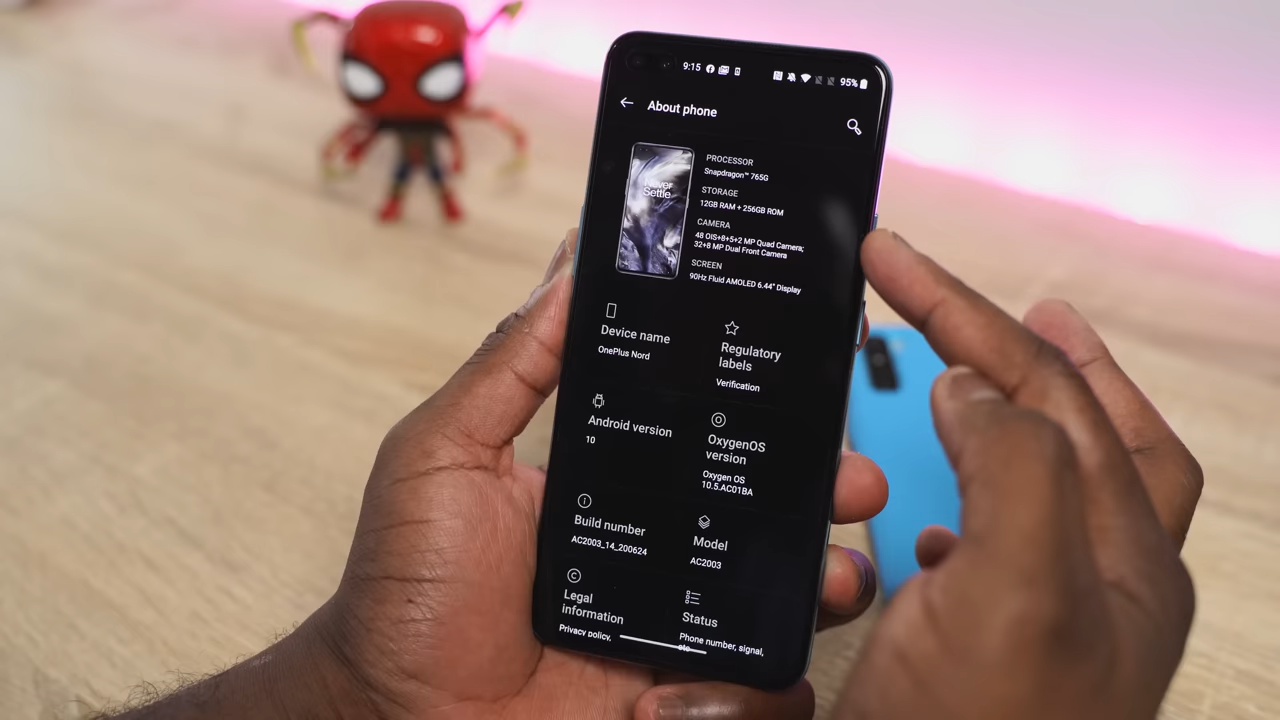 9:15
95%
About phone
PROCESSOR
Snapdragon™ 765G
STORAGE
12GB RAM + 256GB ROM
CAMERA
48 OIS+8+5+2 MP Quad Camera;
32+8 MP Dual Front Camera
SCREEN
90Hz Fluid AMOLED 6.44" Display
Never
Settle
Device name
OnePlus Nord
Regulatory
labels
Verification
Android version
10
OxygenOS
version
Oxygen OS
10.5.AC01BA
Build number
AC2003_14_200624
Model
AC2003
Legal
information
Privacy policy,
Status
Phone number, signal,
etc